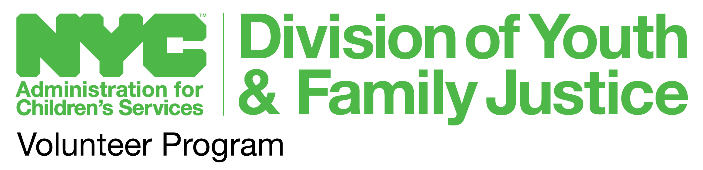 NYC
Administration for
Children's Services
Division of Youth
& Family Justice
Volunteer Program